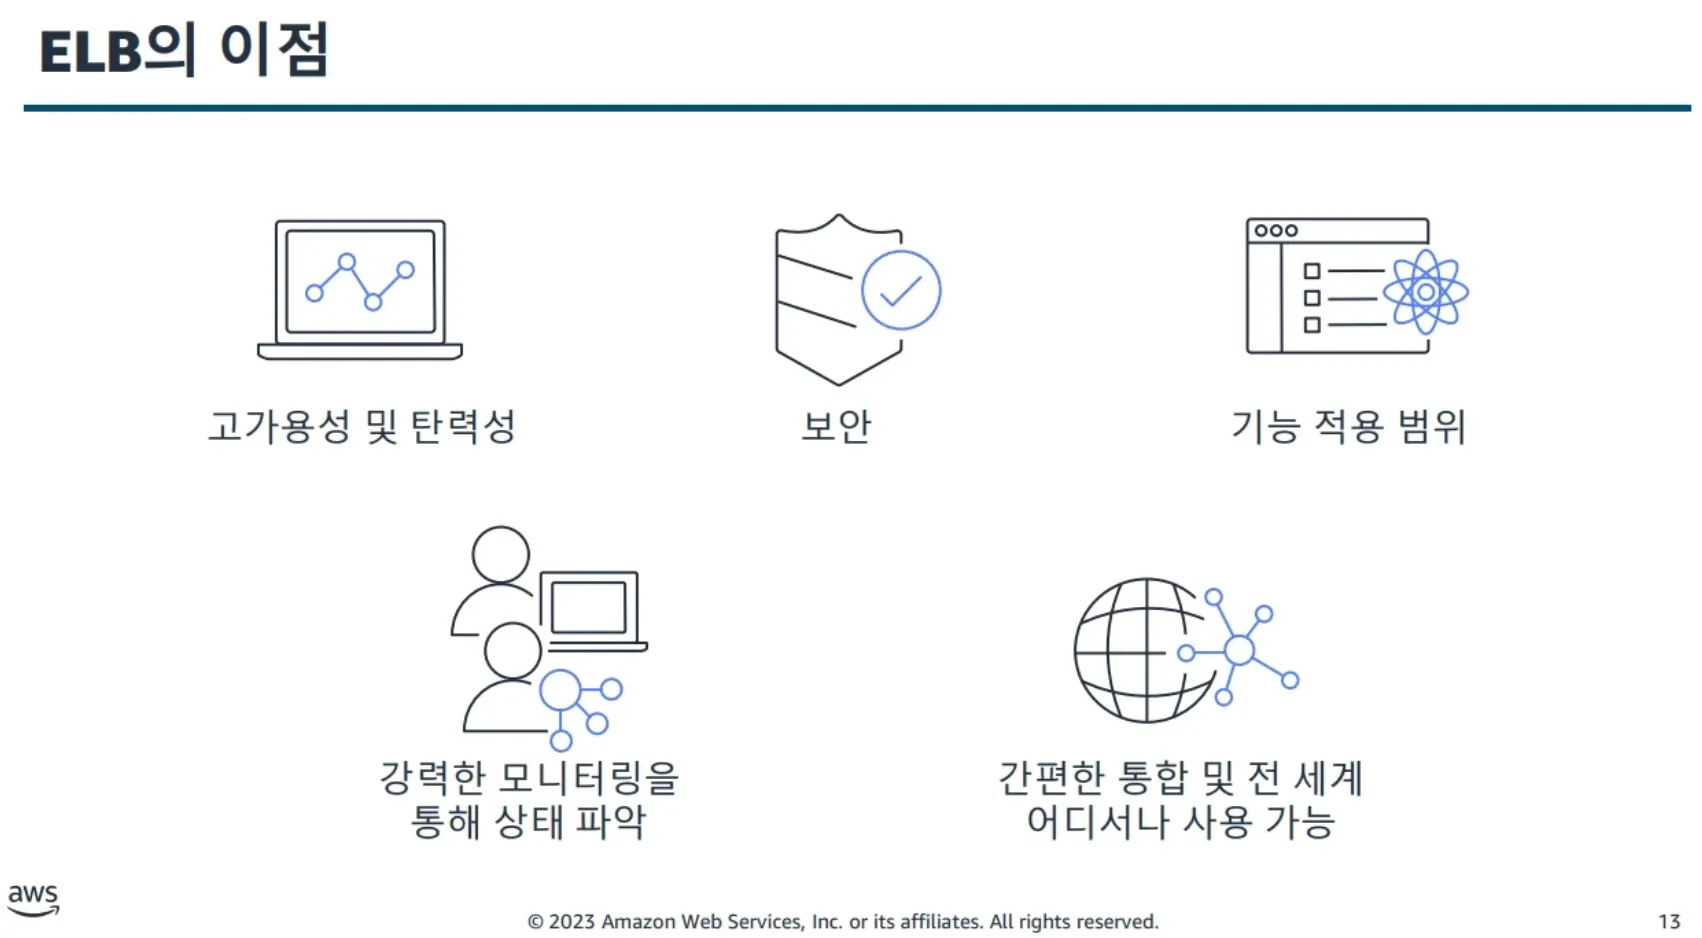 ELB의 이점
고가용성 및 탄력성
보안
기능 적용 범위
강력한 모니터링을
통해 상태 파악
간편한 통합 및 전 세계
어디서나 사용 가능
aws
© 2023 Amazon Web Services, Inc. or its affiliates. All rights reserved.
13